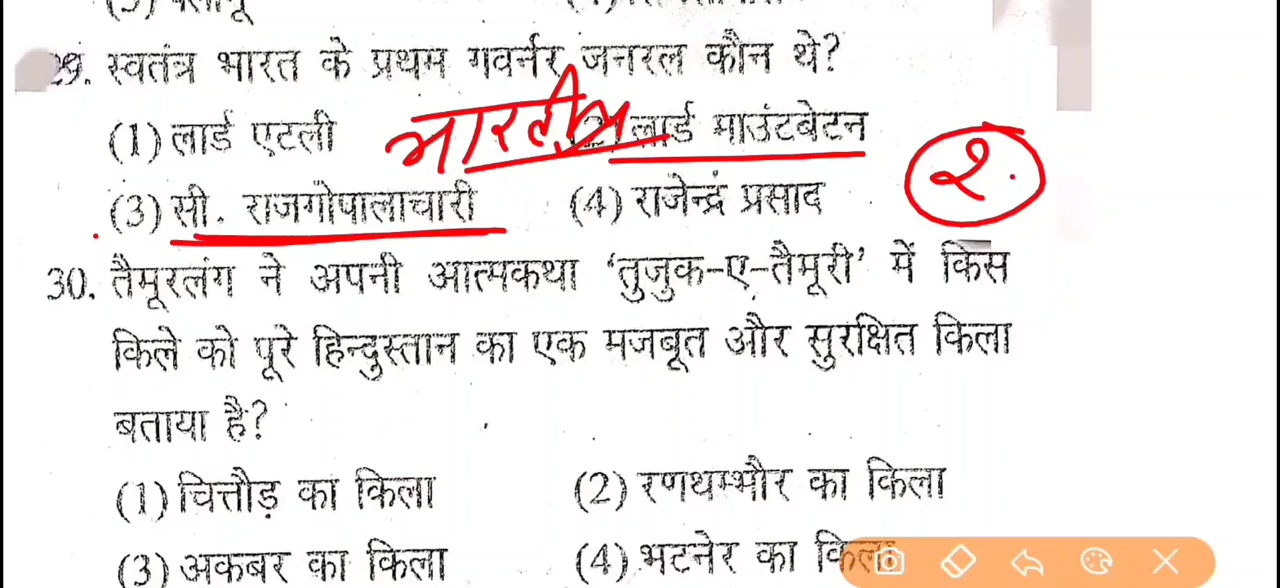 29. स्वतंत्र भारत के प्रथम गवर्नर जनरल कौन थे?
(1) लार्ड एटली
भारतीय
(2) लार्ड माउंटबेटन
२.
(3) सी. राजगोपालाचारी (4) राजेन्द्र प्रसाद
30. तैमूरलंग ने अपनी आत्मकथा ‘तुजुक-ए-तैमूरी’ में किस
किले को पूरे हिन्दुस्तान का एक मजबूत और सुरक्षित किला
बताया है?
(1) चित्तौड़ का किला (2) रणथम्भौर का किला
(3) अकबर का किला (4) भटनेर का किला